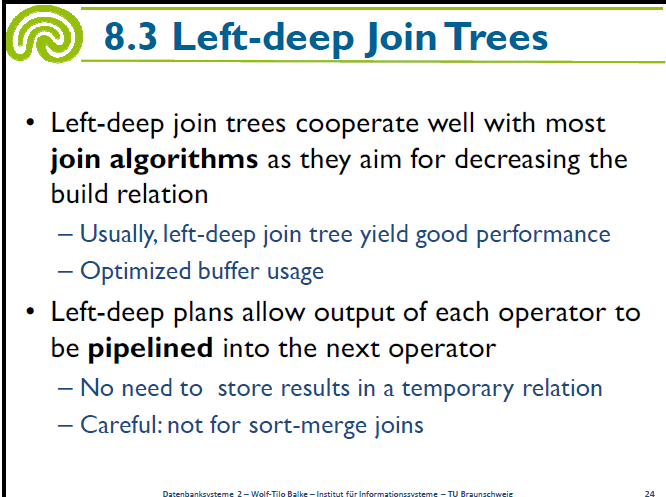 8.3 Left-deep Join Trees
• Left-deep join trees cooperate well with most
join algorithms as they aim for decreasing the
build relation
– Usually, left-deep join tree yield good performance
– Optimized buffer usage
• Left-deep plans allow output of each operator to
be pipelined into the next operator
– No need to store results in a temporary relation
– Careful: not for sort-merge joins
Datenbanksysteme 2 – Wolf-Tilo Balke – Institut für Informationssysteme – TU Braunschweig
24